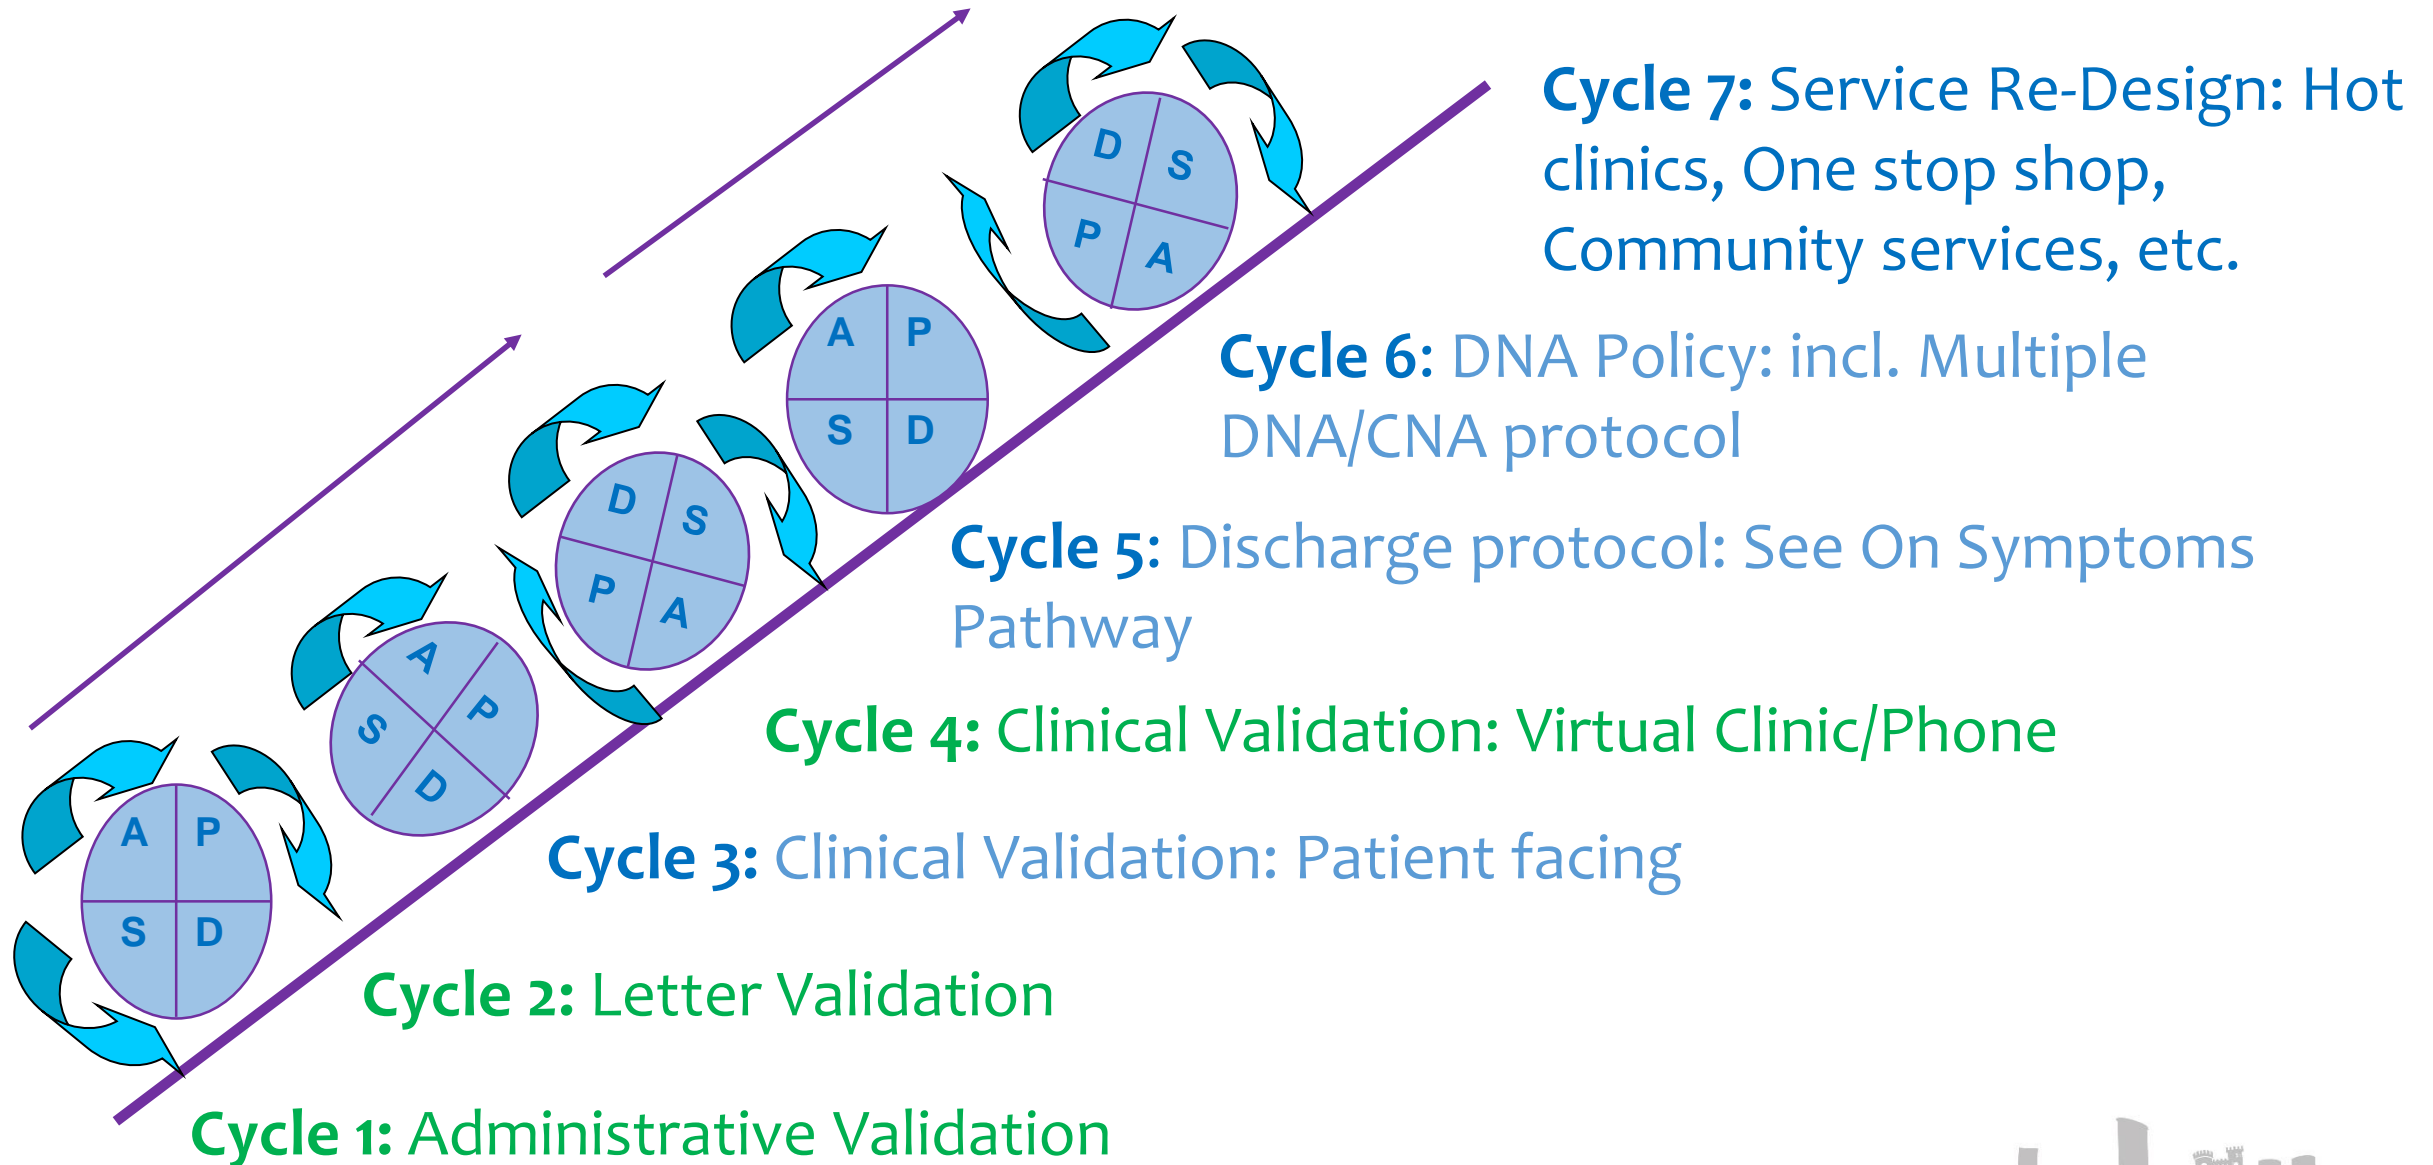 Cycle 7: Service Re-Design: Hot
clinics, One stop shop,
Community services, etc.
D S
P A
Cycle 6: DNA Policy: incl. Multiple
DNA/CNA protocol
A P
S D
Cycle 5: Discharge protocol: See On Symptoms
Pathway
D S
P A
Cycle 4: Clinical Validation: Virtual Clinic/Phone
A
S P
D
Cycle 3: Clinical Validation: Patient facing
A P
S D
Cycle 2: Letter Validation
Cycle 1: Administrative Validation